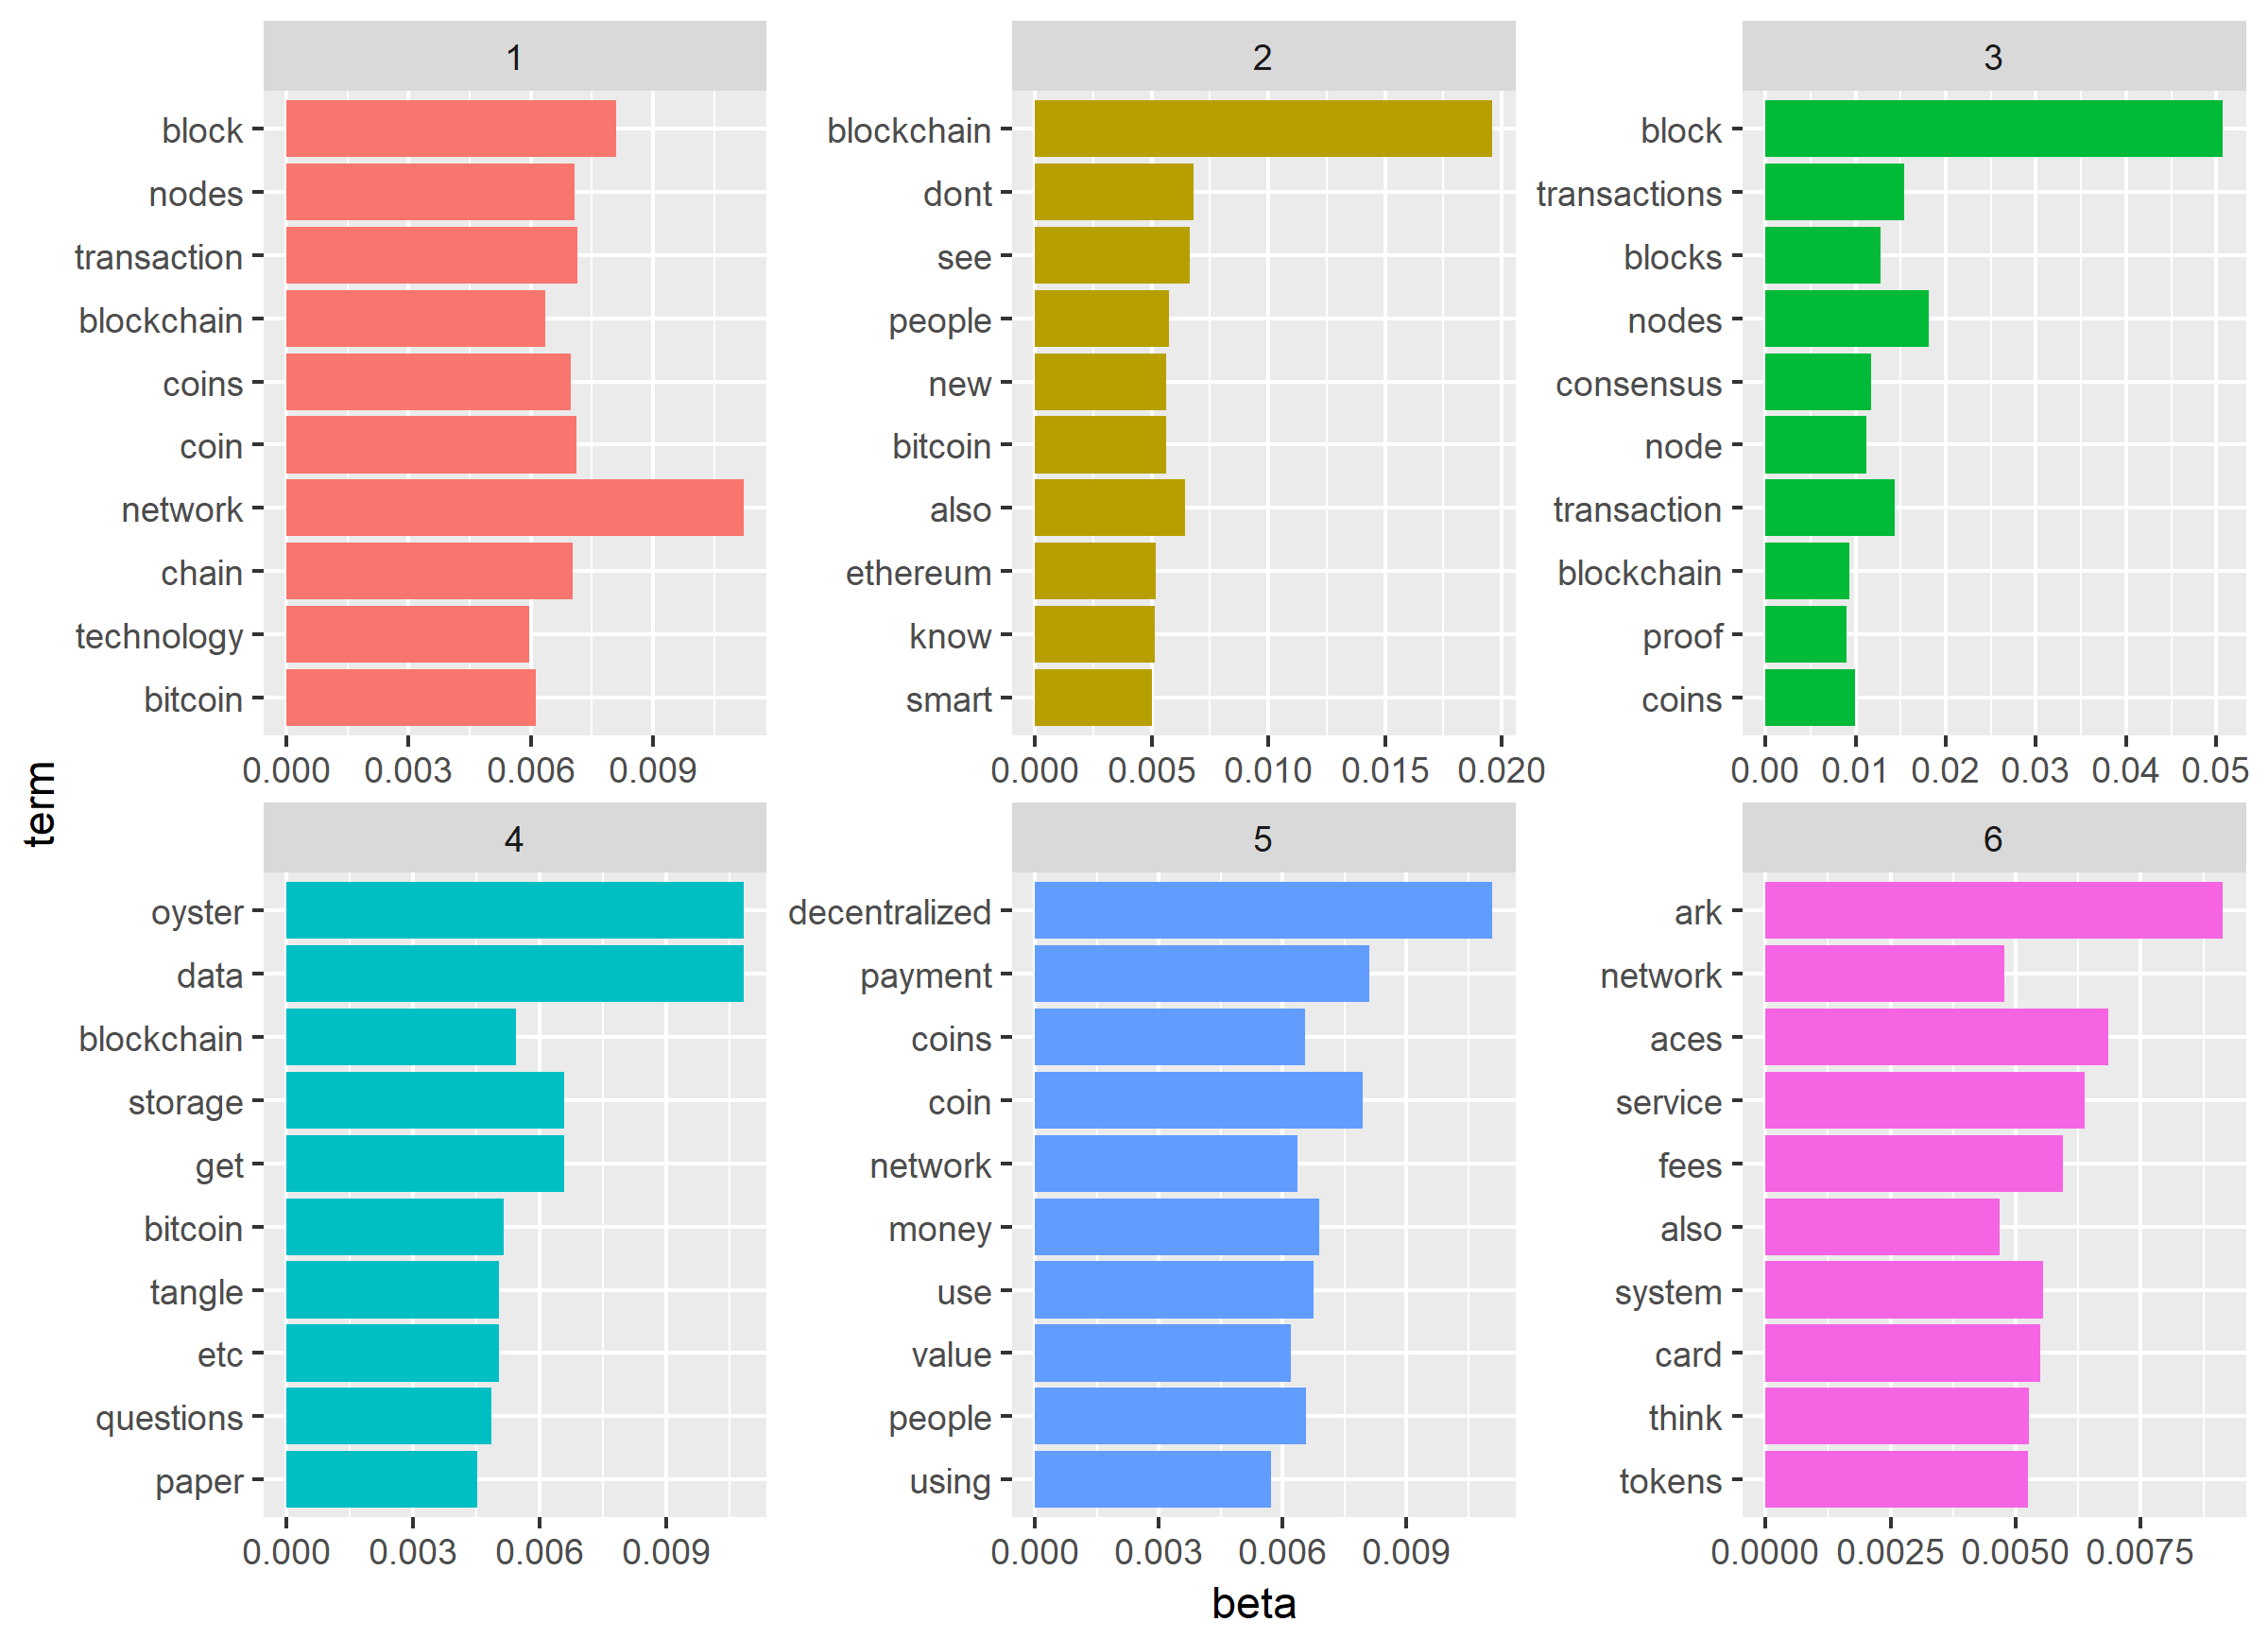 1
block
nodes
transaction
blockchain
coins
coin
network
chain
technology
bitcoin
0.000 0.003 0.006 0.009
2
blockchain
dont
see
people
new
bitcoin
also
ethereum
know
smart
0.000 0.005 0.010 0.015 0.020
3
block
transactions
blocks
nodes
consensus
node
transaction
blockchain
proof
coins
0.00 0.01 0.02 0.03 0.04 0.05
term
4
oyster
data
blockchain
storage
get
bitcoin
tangle
etc
questions
paper
0.000 0.003 0.006 0.009
5
decentralized
payment
coins
coin
network
money
use
value
people
using
0.000 0.003 0.006 0.009
6
ark
network
aces
service
fees
also
system
card
think
tokens
0.0000 0.0025 0.0050 0.0075
beta